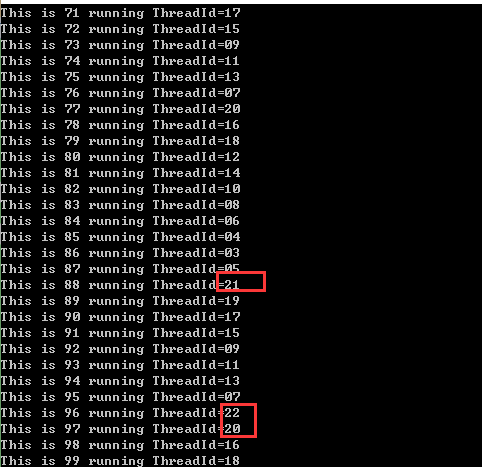 This is 71 running ThreadId=17
This is 72 running ThreadId=15
This is 73 running ThreadId=09
This is 74 running ThreadId=11
This is 75 running ThreadId=13
This is 76 running ThreadId=07
This is 77 running ThreadId=20
This is 78 running ThreadId=16
This is 79 running ThreadId=18
This is 80 running ThreadId=12
This is 81 running ThreadId=14
This is 82 running ThreadId=10
This is 83 running ThreadId=08
This is 84 running ThreadId=06
This is 85 running ThreadId=04
This is 86 running ThreadId=03
This is 87 running ThreadId=05
This is 88 running ThreadId=21
This is 89 running ThreadId=19
This is 90 running ThreadId=17
This is 91 running ThreadId=15
This is 92 running ThreadId=09
This is 93 running ThreadId=11
This is 94 running ThreadId=13
This is 95 running ThreadId=07
This is 96 running ThreadId=22
This is 97 running ThreadId=20
This is 98 running ThreadId=16
This is 99 running ThreadId=18